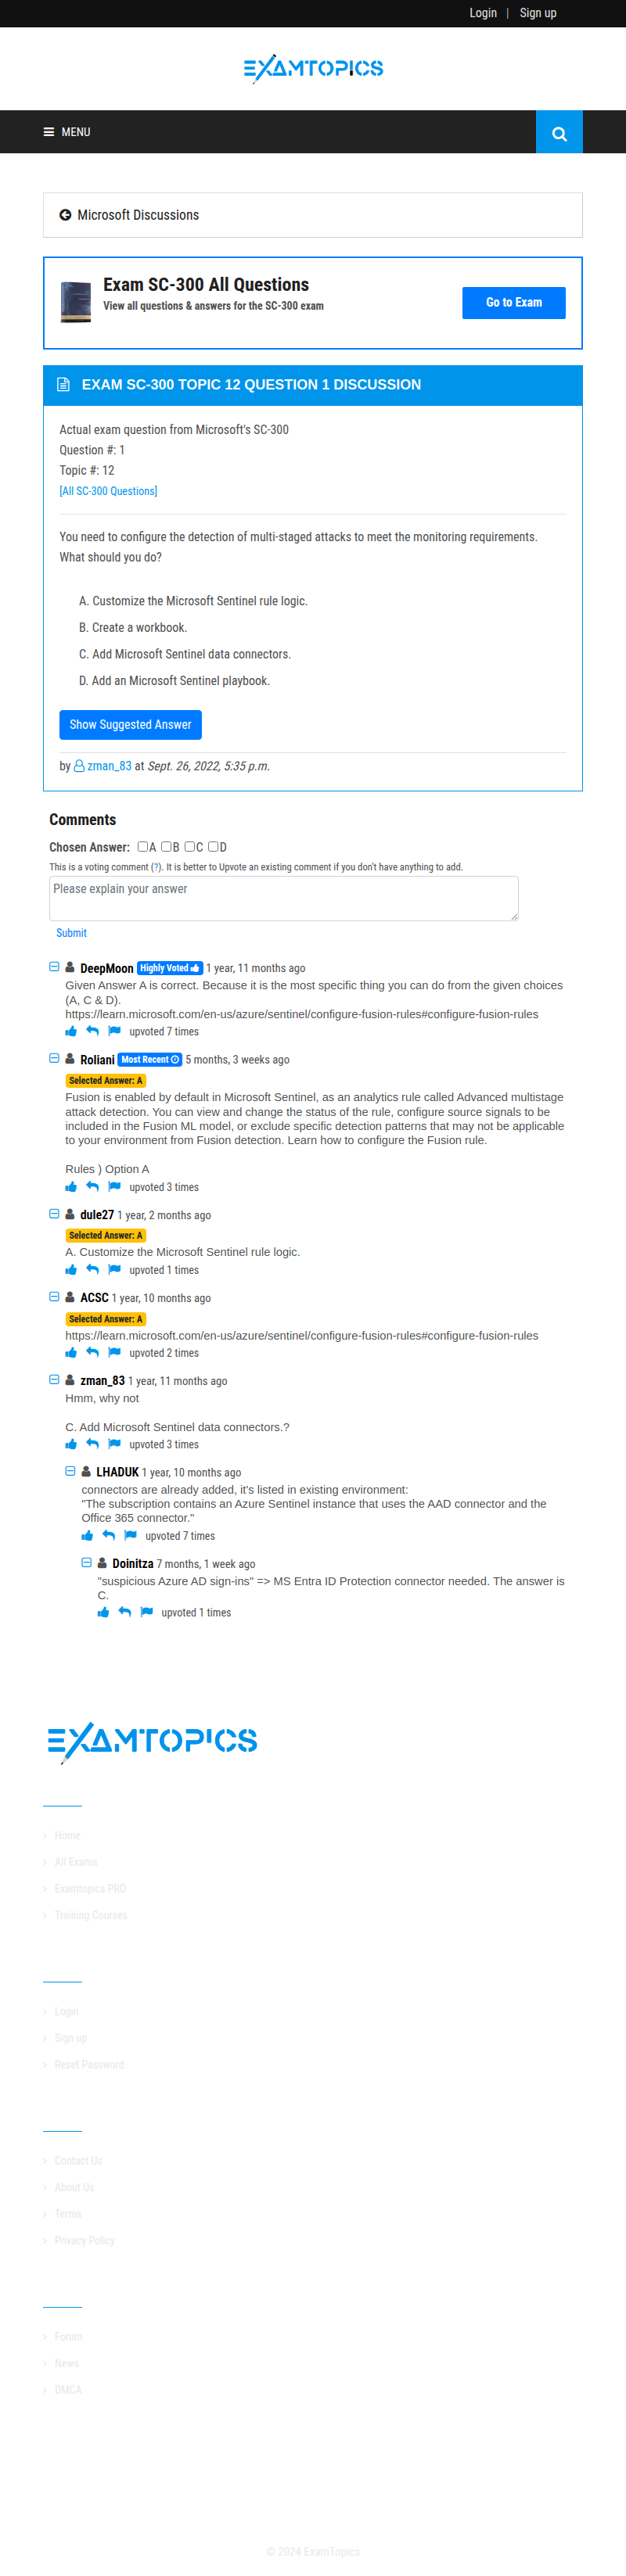 Login | Sign up
EXAMTOPICS
MENU
Microsoft Discussions
Exam SC-300 All Questions
View all questions & answers for the SC-300 exam
Go to Exam
EXAM SC-300 TOPIC 12 QUESTION 1 DISCUSSION
Actual exam question from Microsoft's SC-300
Question #: 1
Topic #: 12
[All SC-300 Questions]
You need to configure the detection of multi-staged attacks to meet the monitoring requirements.
What should you do?
A. Customize the Microsoft Sentinel rule logic.
B. Create a workbook.
C. Add Microsoft Sentinel data connectors.
D. Add an Microsoft Sentinel playbook.
Show Suggested Answer
by zman_83 at Sept. 26, 2022, 5:35 p.m.
Comments
Chosen Answer: A B C D
This is a voting comment (?). It is better to Upvote an existing comment if you don't have anything to add.
Please explain your answer
Submit
DeepMoon Highly Voted 1 year, 11 months ago
Given Answer A is correct. Because it is the most specific thing you can do from the given choices
(A, C & D).
https://learn.microsoft.com/en-us/azure/sentinel/configure-fusion-rules#configure-fusion-rules
upvoted 7 times
Roliani Most Recent 5 months, 3 weeks ago
Selected Answer: A
Fusion is enabled by default in Microsoft Sentinel, as an analytics rule called Advanced multistage
attack detection. You can view and change the status of the rule, configure source signals to be
included in the Fusion ML model, or exclude specific detection patterns that may not be applicable
to your environment from Fusion detection. Learn how to configure the Fusion rule.
Rules ) Option A
upvoted 3 times
dule27 1 year, 2 months ago
Selected Answer: A
A. Customize the Microsoft Sentinel rule logic.
upvoted 1 times
ACSC 1 year, 10 months ago
Selected Answer: A
https://learn.microsoft.com/en-us/azure/sentinel/configure-fusion-rules#configure-fusion-rules
upvoted 2 times
zman_83 1 year, 11 months ago
Hmm, why not
C. Add Microsoft Sentinel data connectors.?
upvoted 3 times
LHADUK 1 year, 10 months ago
connectors are already added, it's listed in existing environment:
"The subscription contains an Azure Sentinel instance that uses the AAD connector and the
Office 365 connector."
upvoted 7 times
Doinitza 7 months, 1 week ago
"suspicious Azure AD sign-ins" => MS Entra ID Protection connector needed. The answer is
C.
upvoted 1 times
EXAMTOPICS
Home
All Exams
Examtopics PRO
Training Courses
Login
Sign up
Reset Password
Contact Us
About Us
Terms
Privacy Policy
Forum
News
DMCA
© 2024 ExamTopics